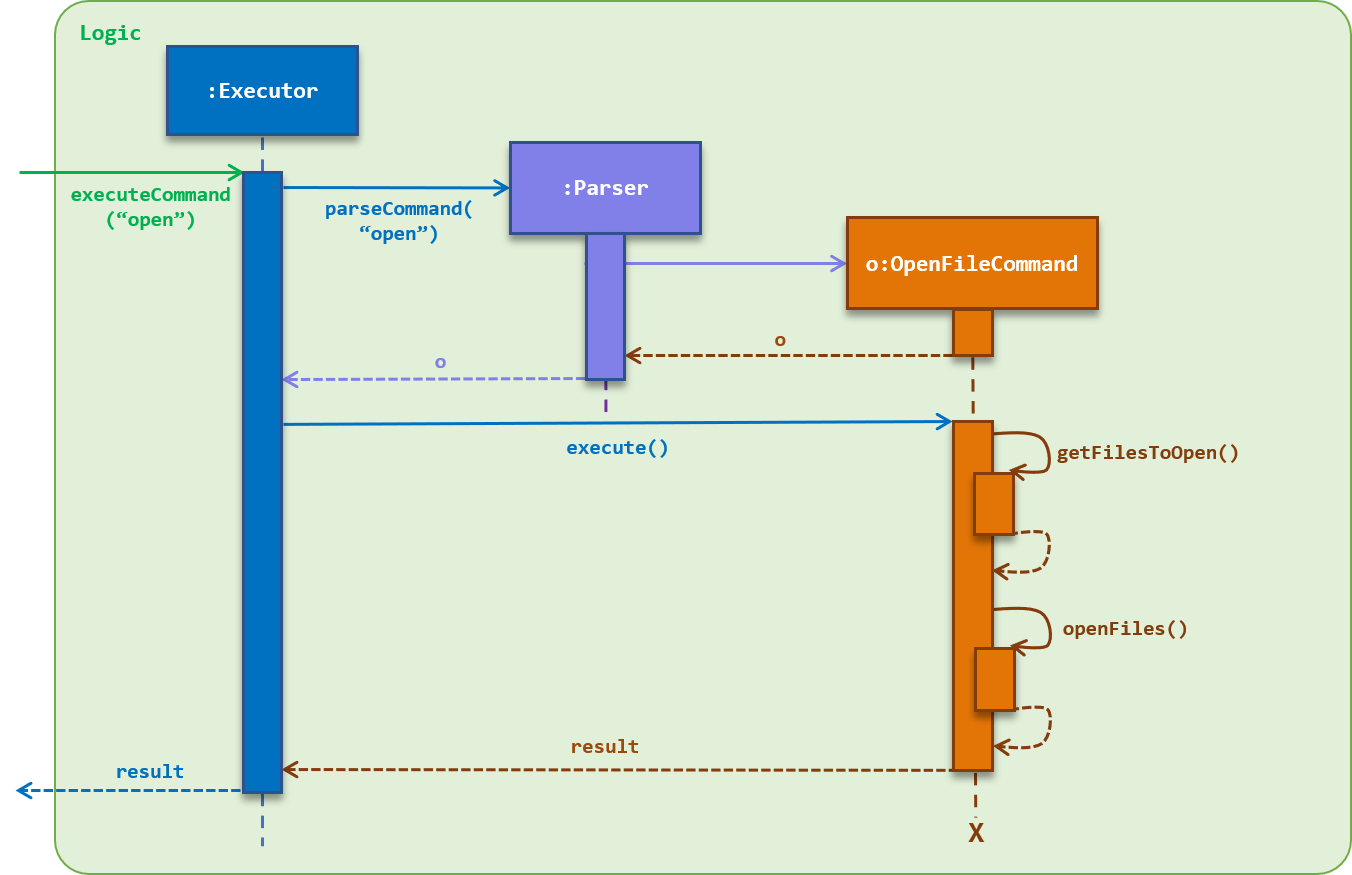 Logic
:Executor
executeCommand
(“open”)
parseCommand(
“open”)
:Parser
o:OpenFileCommand
o
o
execute()
getFilesToOpen()
openFiles()
result
result
X